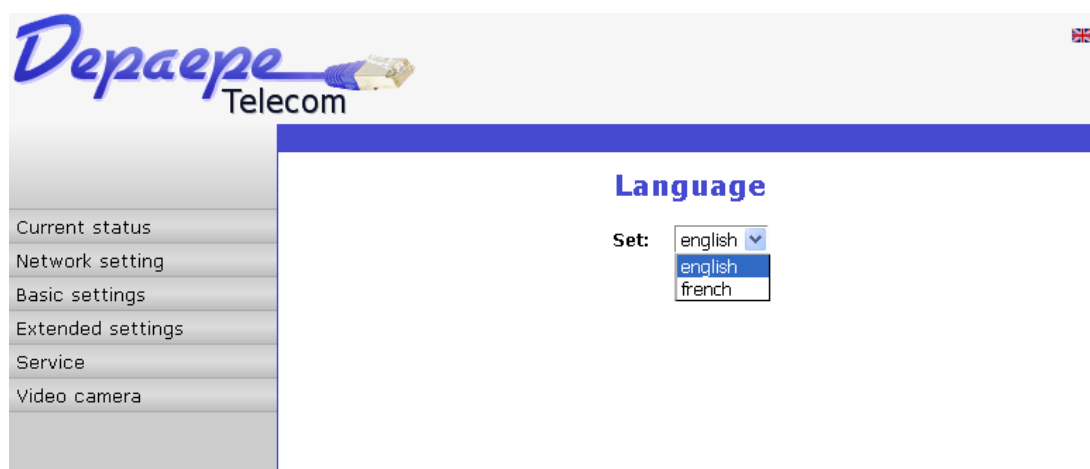 Depaepe
Telecom
Language
Current status
Network setting
Basic settings
Extended settings
Service
Video camera
Set: english
english
french